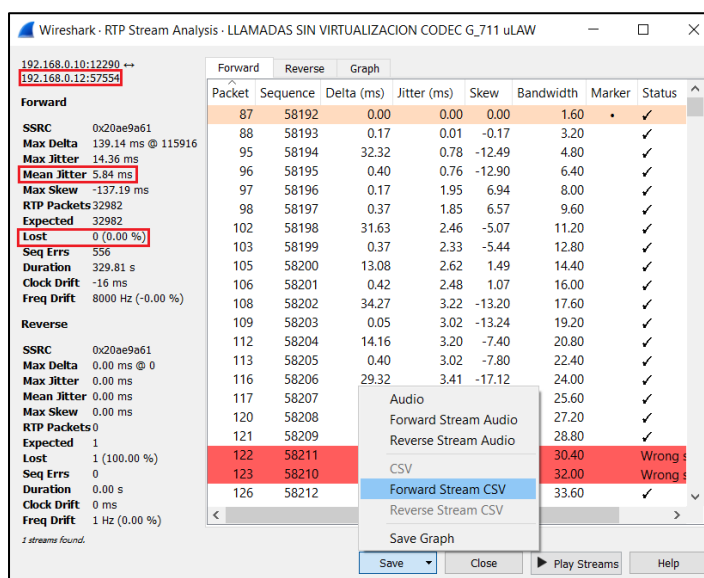 Wireshark · RTP Stream Analysis · LLAMADAS SIN VIRTUALIZACION CODEC G_711 uLAW
192.168.0.10:12290 ↔
192.168.0.12:57554
Forward
SSRC 0x20ae9a61
Max Delta 139.14 ms @ 115916
Max Jitter 14.36 ms
Mean Jitter 5.84 ms
Max Skew -137.19 ms
RTP Packets 32982
Expected 32982
Lost 0 (0.00 %)
Seq Errs 556
Duration 329.81 s
Clock Drift -16 ms
Freq Drift 8000 Hz (-0.00 %)
Reverse
SSRC 0x20ae9a61
Max Delta 0.00 ms @ 0
Max Jitter 0.00 ms
Mean Jitter 0.00 ms
Max Skew 0.00 ms
RTP Packets 0
Expected 1
Lost 1 (100.00 %)
Seq Errs 0
Duration 0.00 s
Clock Drift 0 ms
Freq Drift 1 Hz (0.00 %)
1 streams found.
Forward Reverse Graph
Packet Sequence Delta (ms) Jitter (ms) Skew Bandwidth Marker Status
87 58192 0.00 0.00 0.00 1.60 • ✓
88 58193 0.17 0.01 -0.17 3.20 ✓
95 58194 32.32 0.78 -12.49 4.80 ✓
96 58195 0.40 0.76 -12.90 6.40 ✓
96 58196 0.17 1.95 6.94 8.00 ✓
98 58197 0.37 1.85 6.57 9.60 ✓
102 58198 31.63 2.46 -5.07 11.20 ✓
103 58199 0.37 2.33 -5.44 12.80 ✓
105 58200 13.08 2.62 1.49 14.40 ✓
106 58201 0.42 2.48 1.07 16.00 ✓
108 58202 34.27 3.22 -13.20 17.60 ✓
109 58203 0.05 3.02 -13.24 19.20 ✓
112 58204 14.16 3.20 -7.40 20.80 ✓
113 58205 0.40 3.02 -7.80 22.40 ✓
116 58206 29.32 3.41 -17.12 24.00 ✓
117 58207 25.60 ✓
120 58208 27.20 ✓
121 58209 28.80 ✓
122 58211 30.40 Wrong s
123 58210 32.00 Wrong s
126 58212 33.60 ✓
Audio
Forward Stream Audio
Reverse Stream Audio
CSV
Forward Stream CSV
Reverse Stream CSV
Save Graph
Save Close Play Streams Help